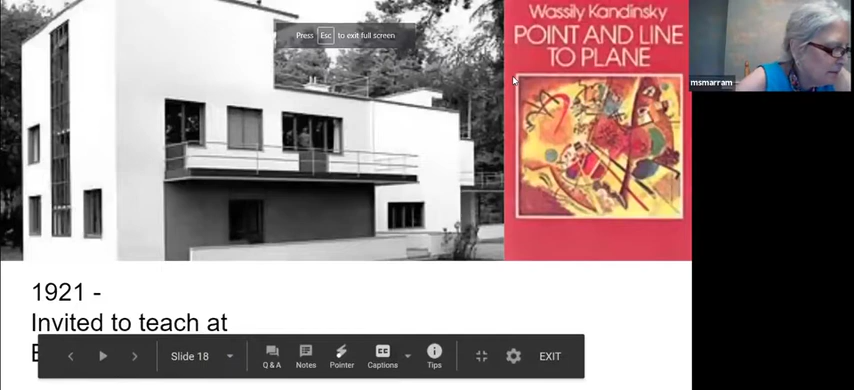 Press Esc to exit full screen
Wassily Kandinsky
POINT AND LINE
TO PLANE
msmarram
1921 -
Invited to teach at
Slide 18
Q & A
Notes
Pointer
Captions
Tips
EXIT